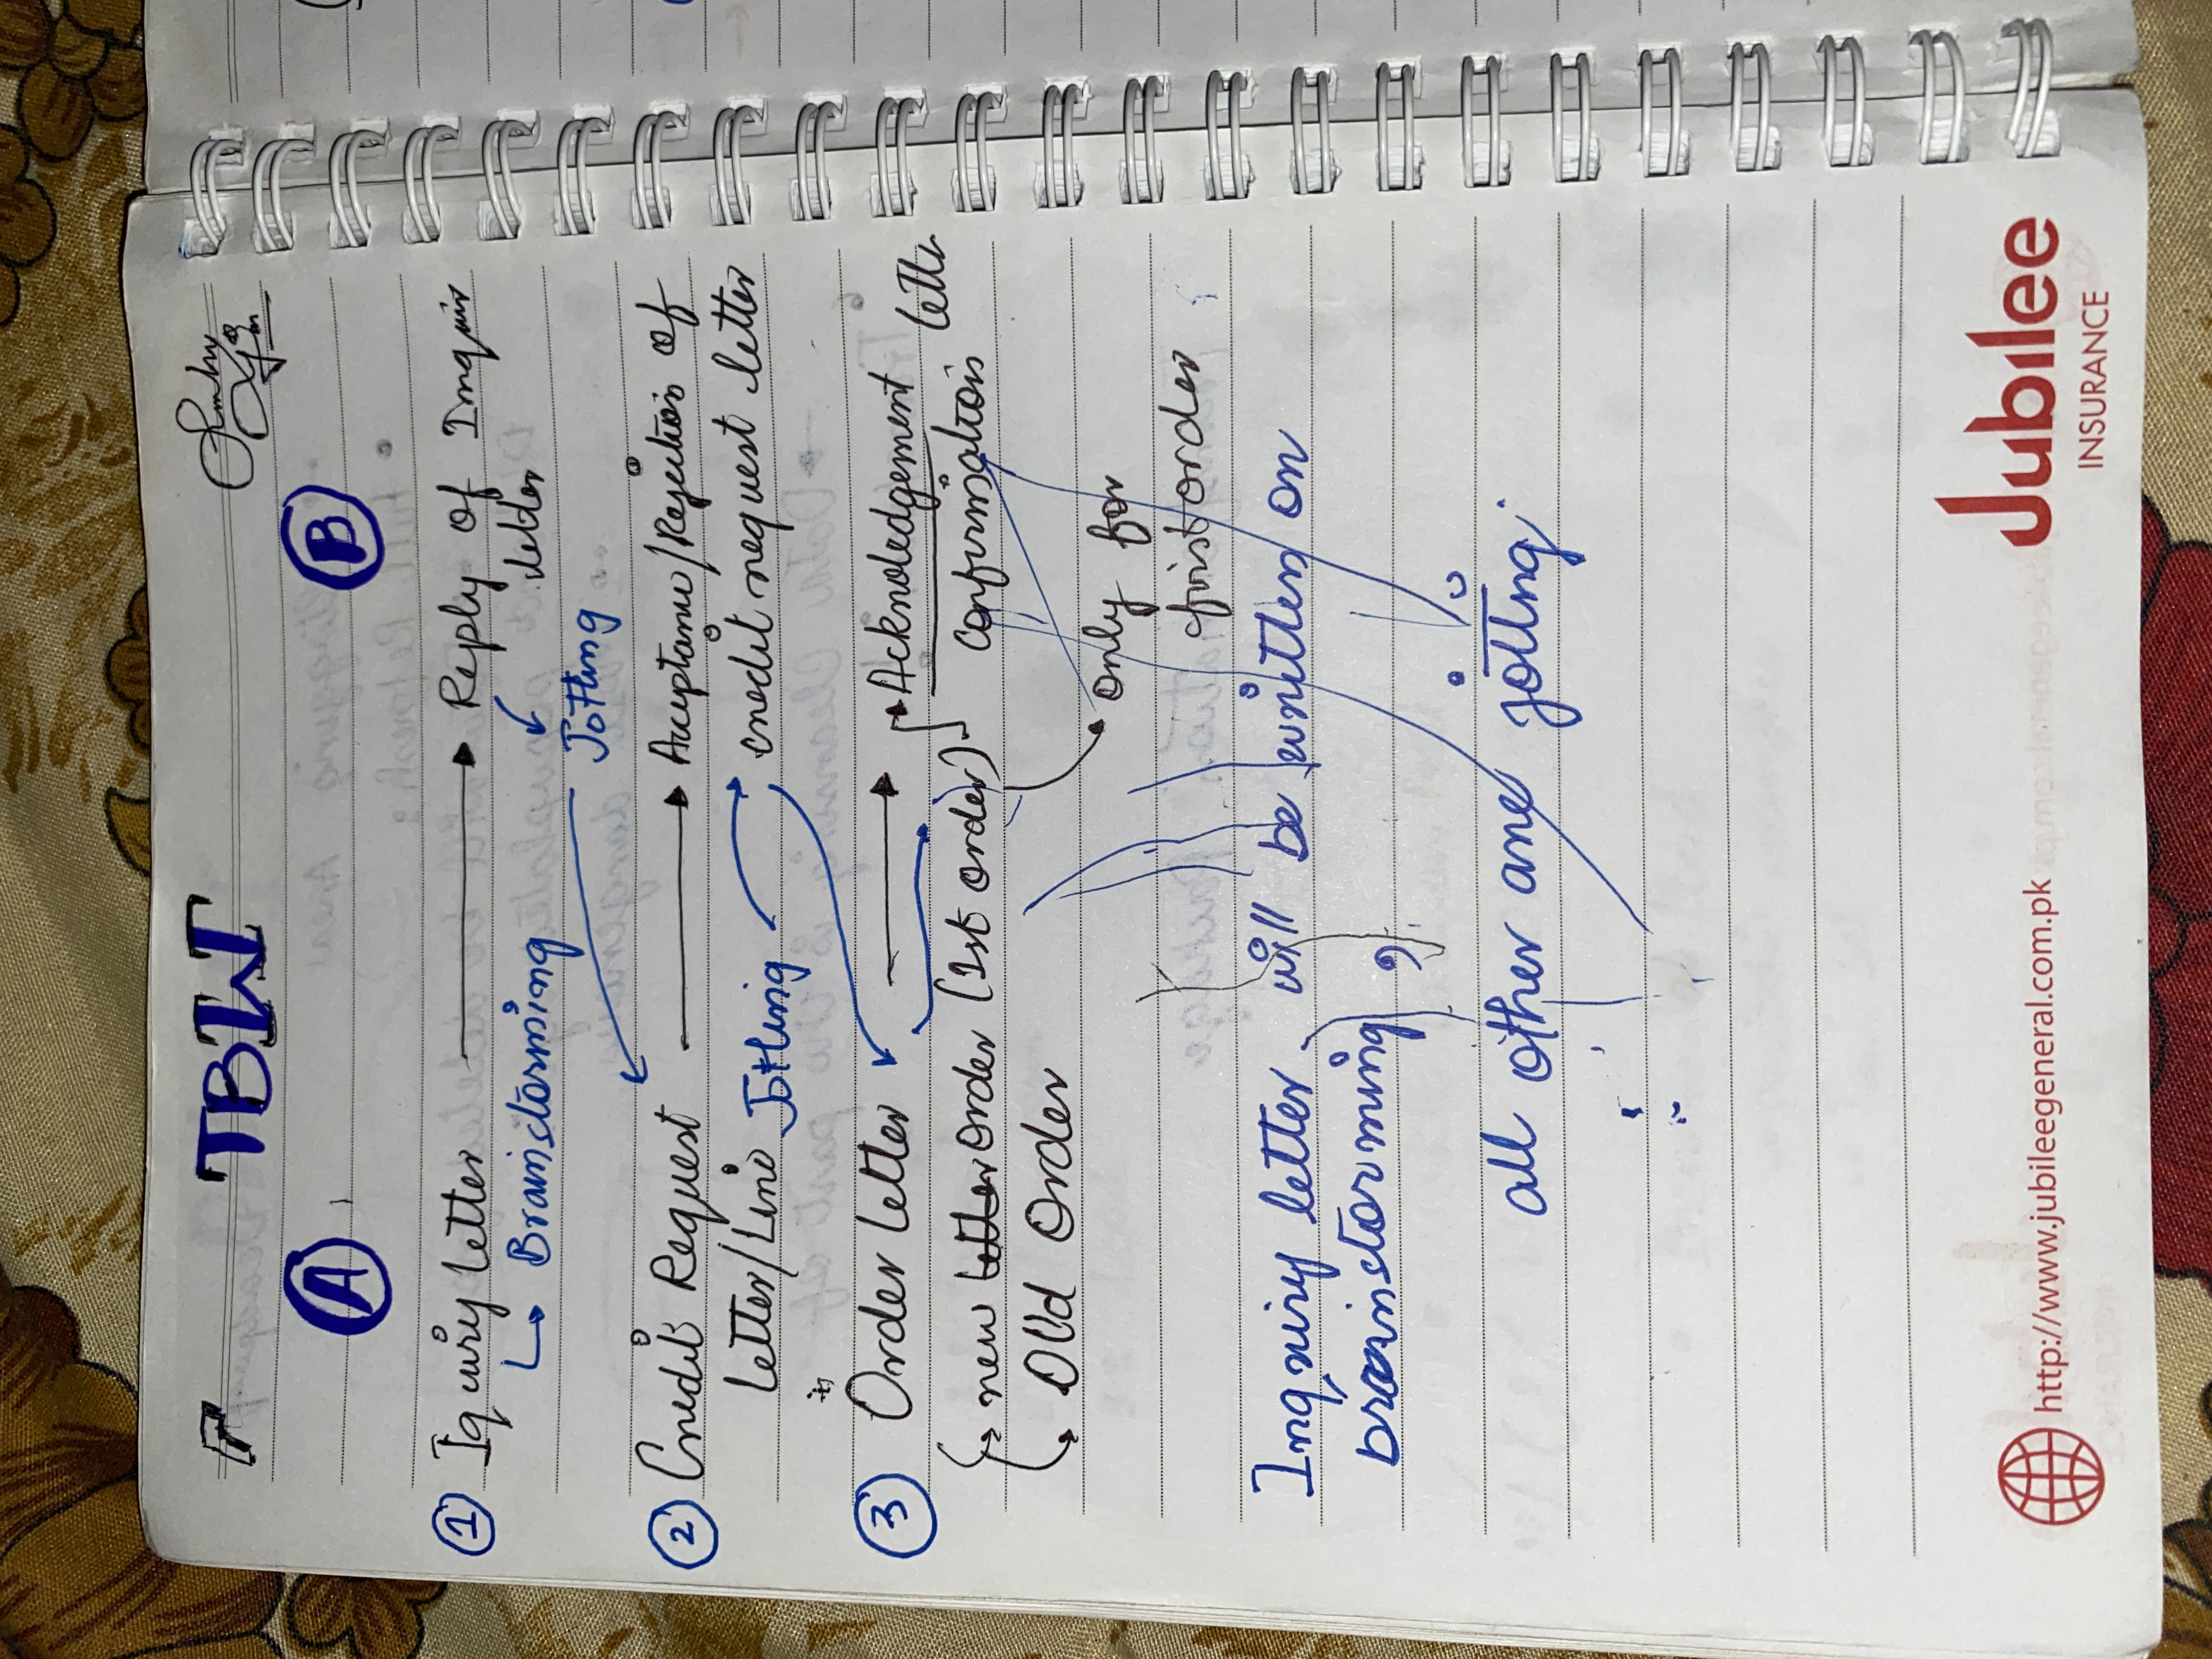 TBW
A B
1 Iquiry letter → Reply of Inquir
letter
↳ Brainstorming
Jotting
2 Credit Request → Acceptance/Rejection of
letter/Line Jotting credit request letter
3 Order letter → Acknoledgement
letter
→ new letter order (1st order) confirmation
→ Old Order
only for
first order
Inquiry letter will be written on
brainstorming,
all other are jotting
http://www.jubileegeneral.com.pk
Jubilee
INSURANCE